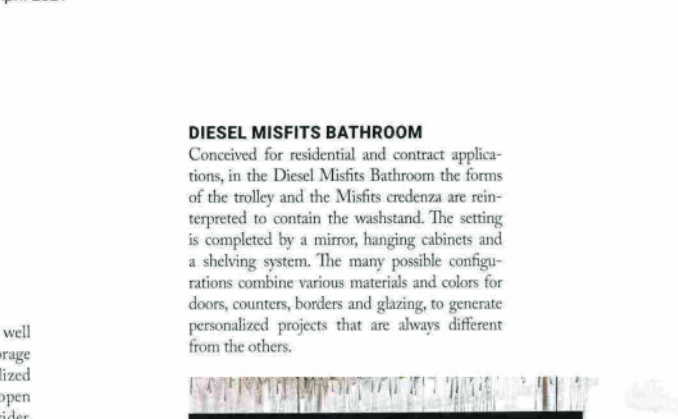 DIESEL MISFITS BATHROOM
Conceived for residential and contract applica-
tions, in the Diesel Misfits Bathroom the forms
of the trolley and the Misfits credenza are rein-
terpreted to contain the washstand. The setting
is completed by a mirror, hanging cabinets and
a shelving system. The many possible configu-
rations combine various materials and colors for
doors, counters, borders and glazing, to generate
personalized projects that are always different
from the others.
well
orage
lized
open